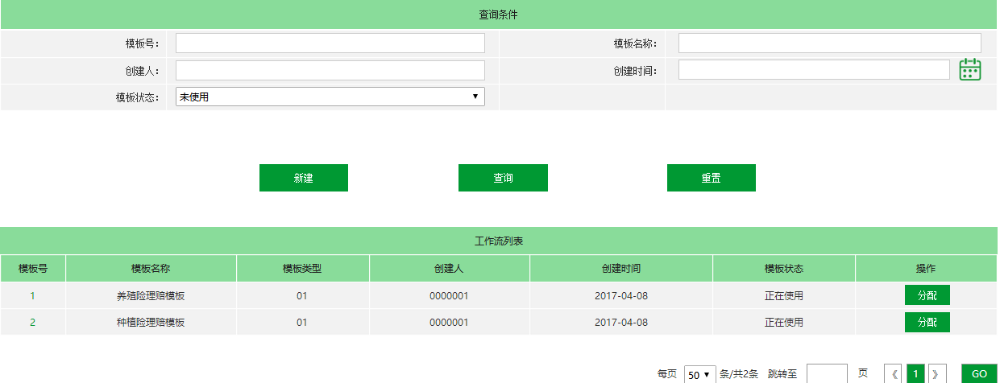 查询条件
模板号： 模板名称：
创建人： 创建时间：
模板状态： 未使用
新建 查询 重置
工作流列表
模板号 模板名称 模板类型 创建人 创建时间 模板状态 操作
1 养殖险理赔模板 01 0000001 2017-04-08 正在使用 分配
2 种植险理赔模板 01 0000001 2017-04-08 正在使用 分配
每页 50 条/共2条 跳转至 页 《 1 》 GO